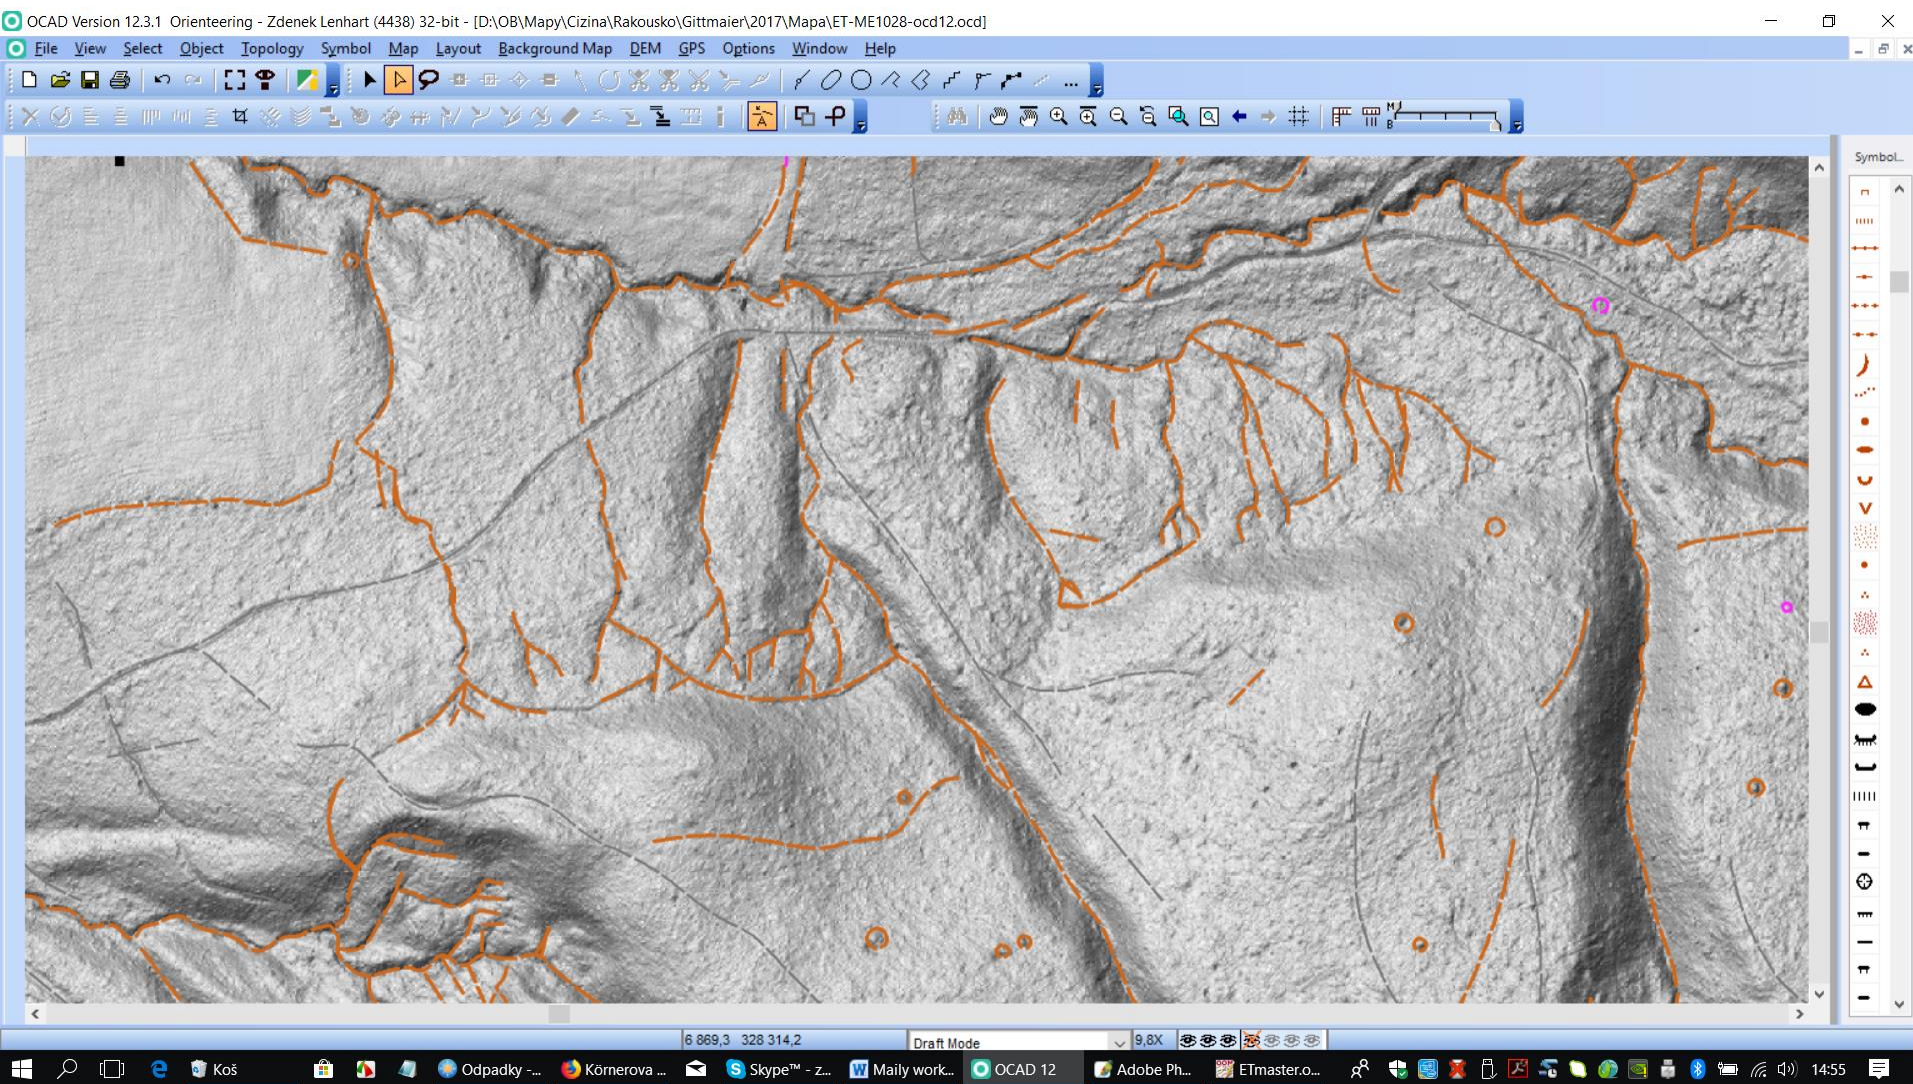 OCAD Version 12.3.1 Orienteering - Zdenek Lenhart (4438) 32-bit - [D:\OB\Mapy\Cizina\Rakousko\Gittmaier\2017\Mapa\ET-ME1028-ocd12.ocd]
File View Select Object Topology Symbol Map Layout Background Map DEM GPS Options Window Help
M
B
Symbol...
6 869,3 328 314,2 Draft Mode 9,8X
Koš Odpadky -... Körnerova ... Skype™ - z... Maily work... OCAD 12 Adobe Ph... ETmaster.o... 14:55